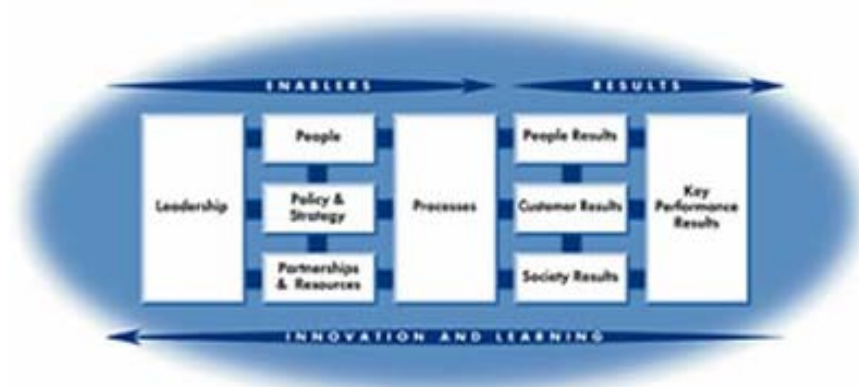 ENABLERS
RESULTS
Leadership
People
Policy &
Strategy
Partnerships
& Resources
Processes
People Results
Customer Results
Society Results
Key
Performance
Results
INNOVATION AND LEARNING